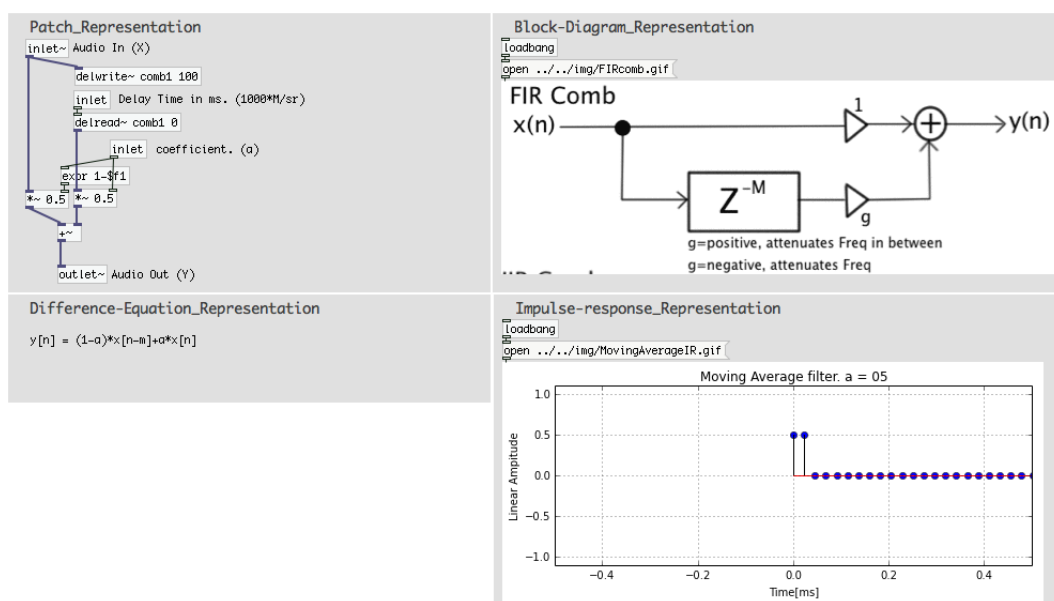 Patch_Representation
inlet~ Audio In (X)
delwrite~ comb1 100
inlet Delay Time in ms. (1000*M/sr)
delread~ comb1 0
inlet coefficient. (a)
expr 1-$f1
*~ 0.5 *~ 0.5
+~
outlet~ Audio Out (Y)
Block-Diagram_Representation
loadbang
open ../../img/FIRcomb.gif
FIR Comb
1
x(n) + y(n)
Z-M
g
g=positive, attenuates Freq in between
g=negative, attenuates Freq
Difference-Equation_Representation
y[n] = (1-a)*x[n-m]+a*x[n]
Impulse-response_Representation
loadbang
open ../../img/MovingAverageIR.gif
Moving Average filter. a = 05
1.0
0.5
0.0
−0.5
−1.0
Linear Ampitude
−0.4 −0.2 0.0 0.2 0.4
Time[ms]